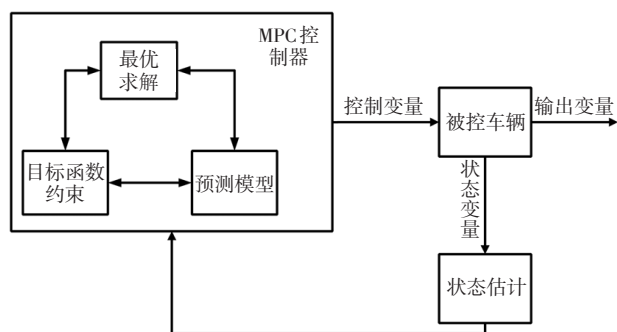 MPC控
制器
最优
求解
目标函数
约束
预测模型
控制变量
被控车辆
输出变量
状态变量
状态估计